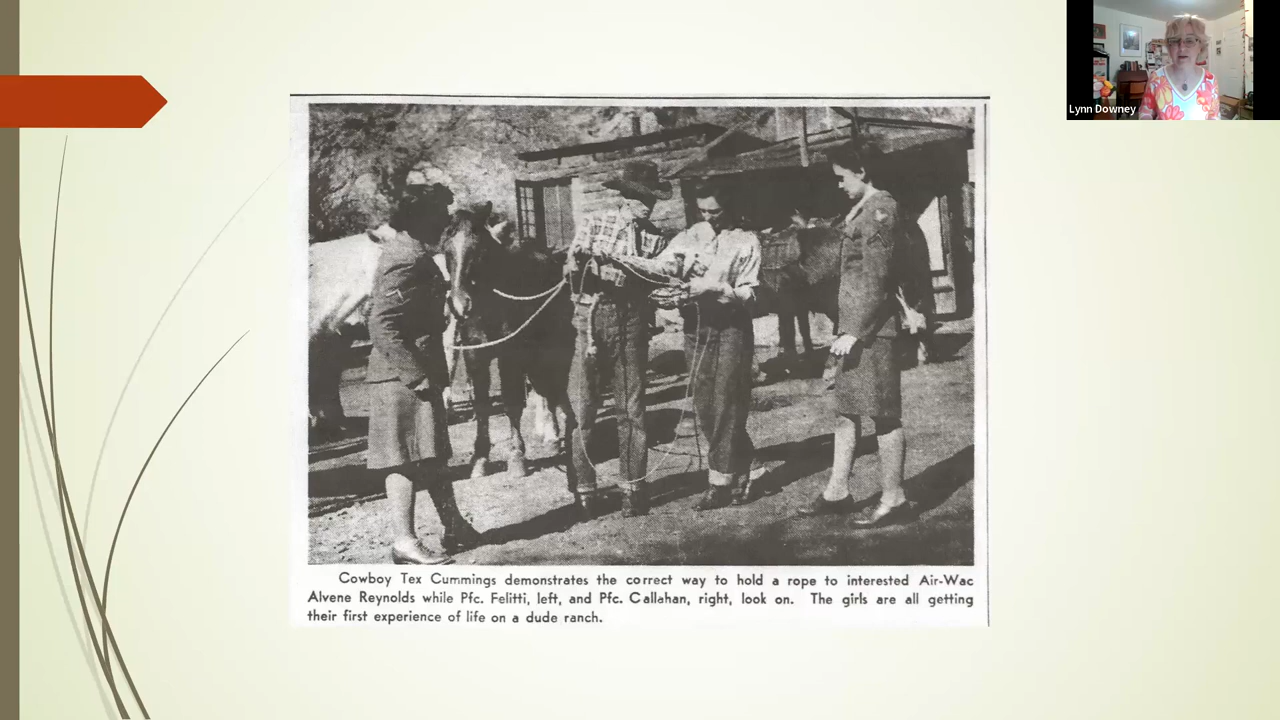 Lynn Downey
Cowboy Tex Cummings demonstrates the correct way to hold a rope to interested Air-Wac
Alvene Reynolds while Pfc. Felitti, left, and Pfc. Callahan, right, look on. The girls are all getting
their first experience of life on a dude ranch.